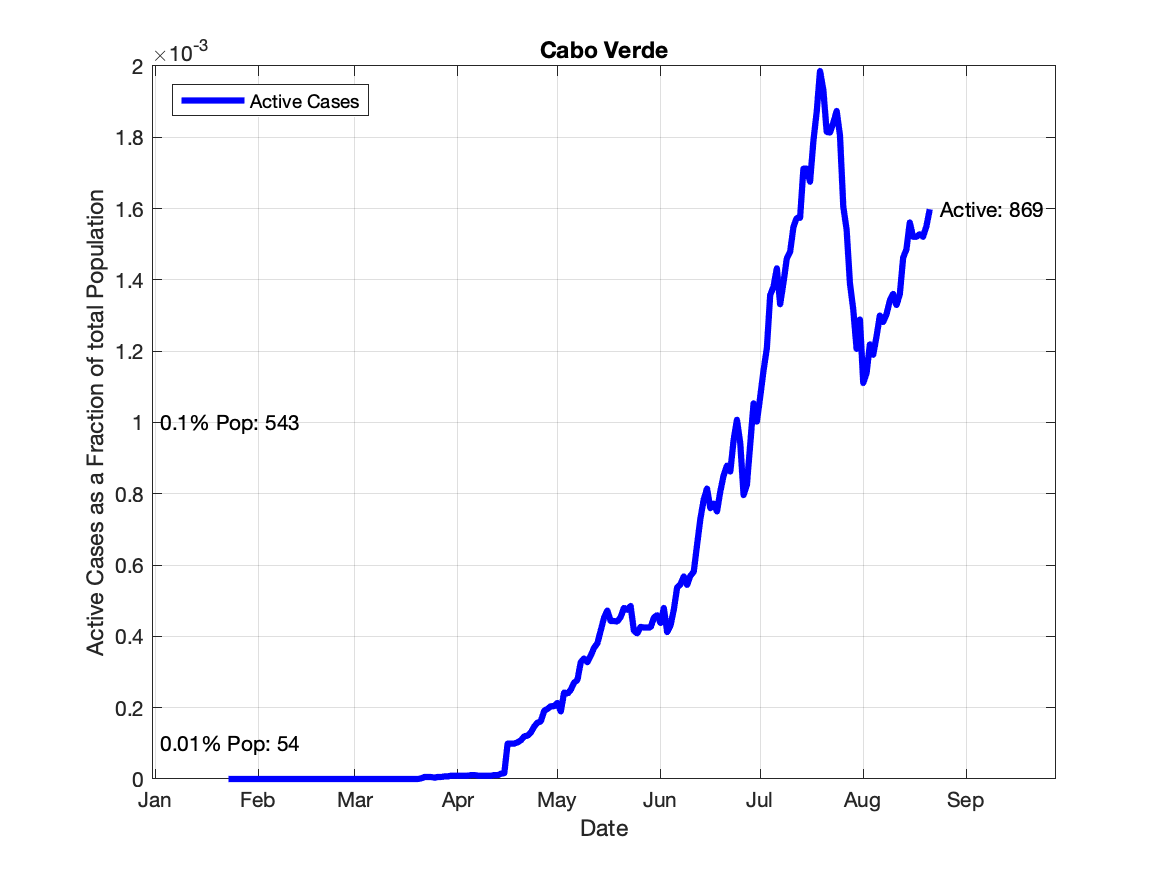 Cabo Verde
×10-3
Active Cases
2
1.8
1.6
1.4
1.2
1
0.8
0.6
0.4
0.2
0
Active Cases as a Fraction of total Population
Active: 869
0.1% Pop: 543
0.01% Pop: 54
Jan Feb Mar Apr May Jun Jul Aug Sep
Date